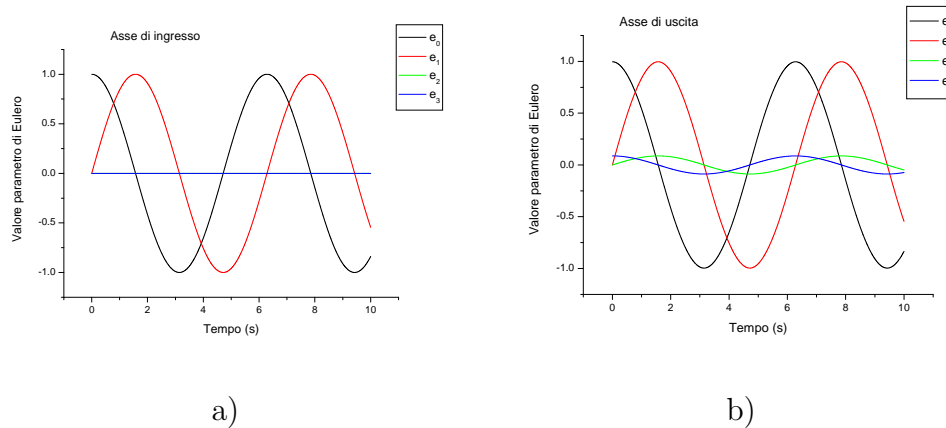 Asse di ingresso
e0
e1
e2
e3
Valore parametro di Eulero
1.0
0.5
0.0
-0.5
-1.0
0 2 4 6 8 10
Tempo (s)
a)
Asse di uscita
e
e
e
e
Valore parametro di Eulero
1.0
0.5
0.0
-0.5
-1.0
0 2 4 6 8 10
Tempo (s)
b)